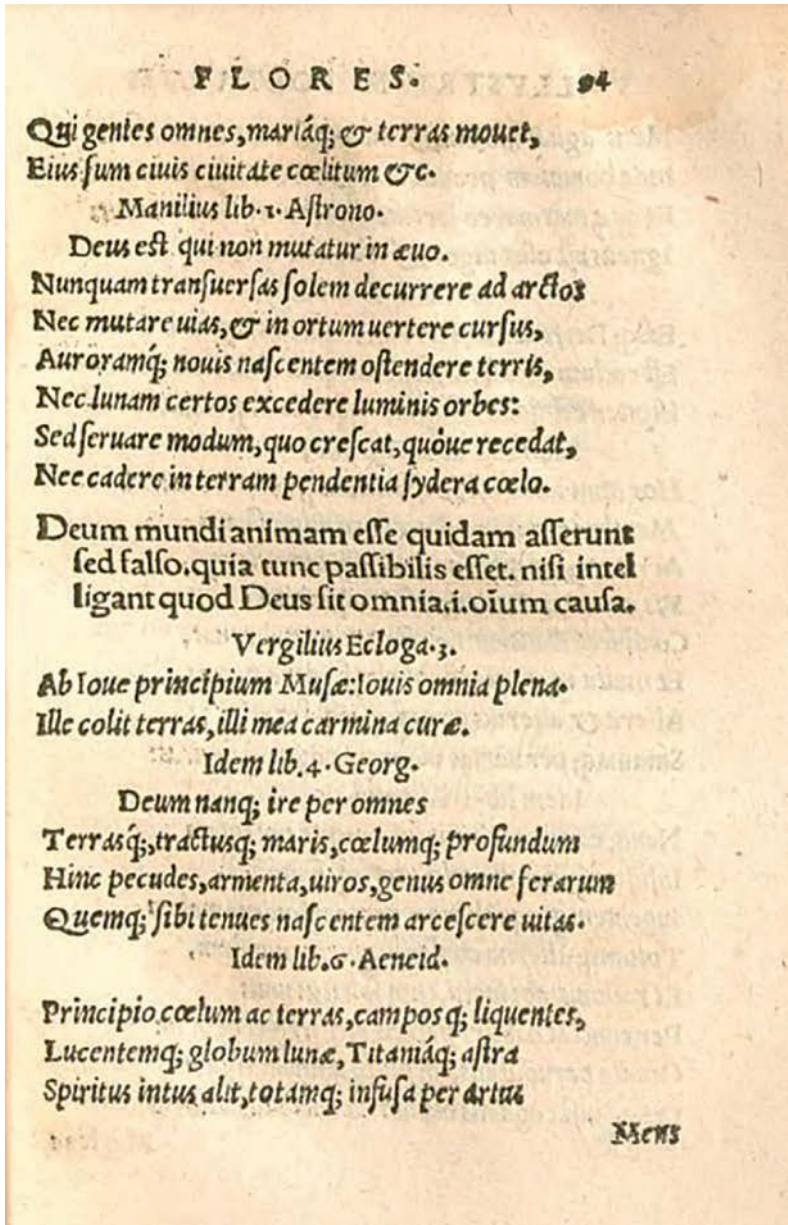 FLORES. 94
Qui gentes omnes, mariáq; & terras mouet,
Eius sum ciuis ciuitate cœlitum &c.
Manilius lib. 1. Astrono.
Deus est qui non mutatur in æuo.
Nunquam transuersas solem decurrere ad arctos
Nec mutare uias, & in ortum uertere cursus,
Auroramq́; nouis nascentem ostendere terris,
Nec lunam certos excedere luminis orbes:
Sed seruare modum, quo crescat, quóue recedat,
Nec cadere in terram pendentia sydera cœlo.
Deum mundi animam esse quidam asserunt
sed falso. quia tunc passibilis esset. nisi intel
ligant quod Deus sit omnia .i. oĩum causa.
Vergilius Ecloga. 3.
Ab Ioue principium Musæ: Iouis omnia plena.
Ille colit terras, illi mea carmina curæ.
Idem lib. 4. Georg.
Deum nanq; ire per omnes
Terrasq́;, tractusq; maris, cœlumq; profundum
Hinc pecudes, armenta, uiros, genus omne ferarum
Quemq; sibi tenues nascentem arcescere uitas.
Idem lib. 6. Aeneid.
Principio cœlum ac terras, camposq; liquentes,
Lucentemq; globum lunæ, Titaniáq; astra
Spiritus intus alit, totamq; infusa per artus
Mens